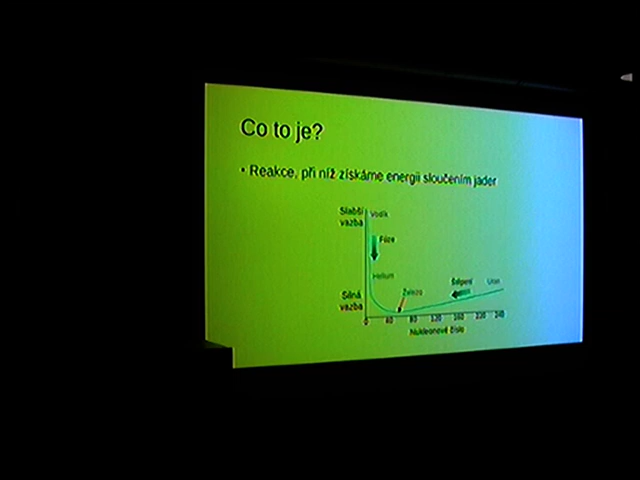 Co to je?
• Reakce, při níž získáme energii sloučením jader
Slabší vazba
Vodík
Fúze
Helium
Silná vazba
Železo
Štěpení
Uran
0 40 80 120 160 200 240
Nukleonové číslo